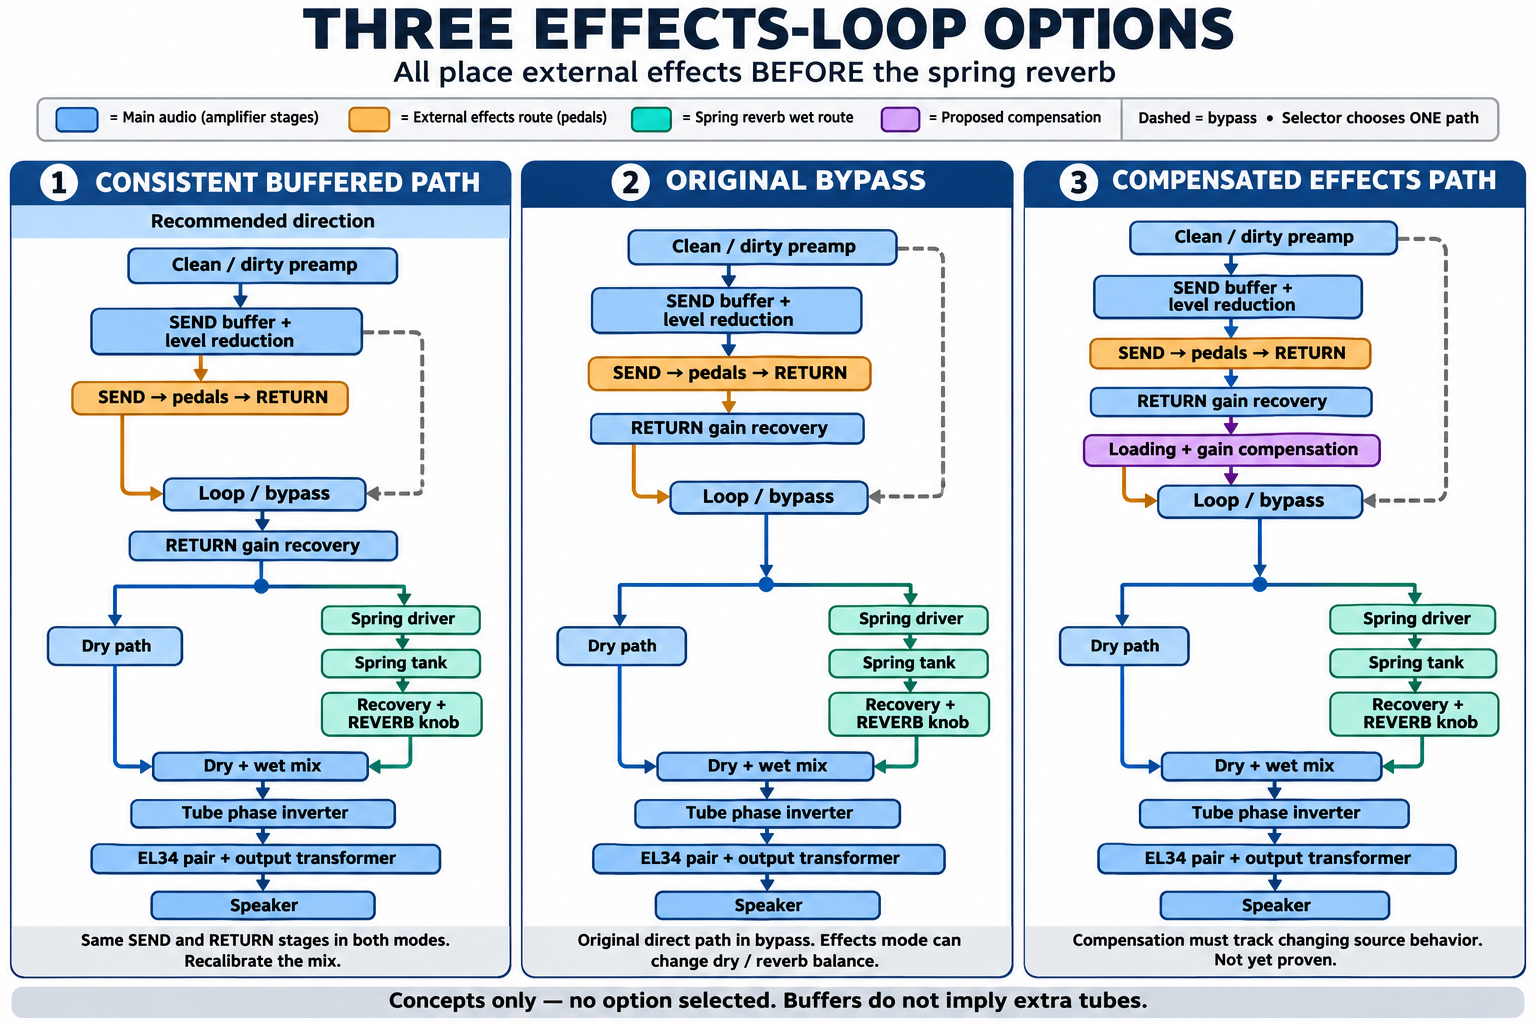 THREE EFFECTS-LOOP OPTIONS
All place external effects BEFORE the spring reverb
= Main audio (amplifier stages)
= External effects route (pedals)
= Spring reverb wet route
= Proposed compensation
Dashed = bypass • Selector chooses ONE path
1 CONSISTENT BUFFERED PATH
Recommended direction
Clean / dirty preamp
SEND buffer +
level reduction
SEND → pedals → RETURN
Loop / bypass
RETURN gain recovery
Spring driver
Dry path
Spring tank
Recovery +
REVERB knob
Dry + wet mix
Tube phase inverter
EL34 pair + output transformer
Speaker
Same SEND and RETURN stages in both modes.
Recalibrate the mix.
2 ORIGINAL BYPASS
Clean / dirty preamp
SEND buffer +
level reduction
SEND → pedals → RETURN
RETURN gain recovery
Loop / bypass
Spring driver
Dry path
Spring tank
Recovery +
REVERB knob
Dry + wet mix
Tube phase inverter
EL34 pair + output transformer
Speaker
Original direct path in bypass. Effects mode can
change dry / reverb balance.
3 COMPENSATED EFFECTS PATH
Clean / dirty preamp
SEND buffer +
level reduction
SEND → pedals → RETURN
RETURN gain recovery
Loading + gain compensation
Loop / bypass
Spring driver
Dry path
Spring tank
Recovery +
REVERB knob
Dry + wet mix
Tube phase inverter
EL34 pair + output transformer
Speaker
Compensation must track changing source behavior.
Not yet proven.
Concepts only — no option selected. Buffers do not imply extra tubes.